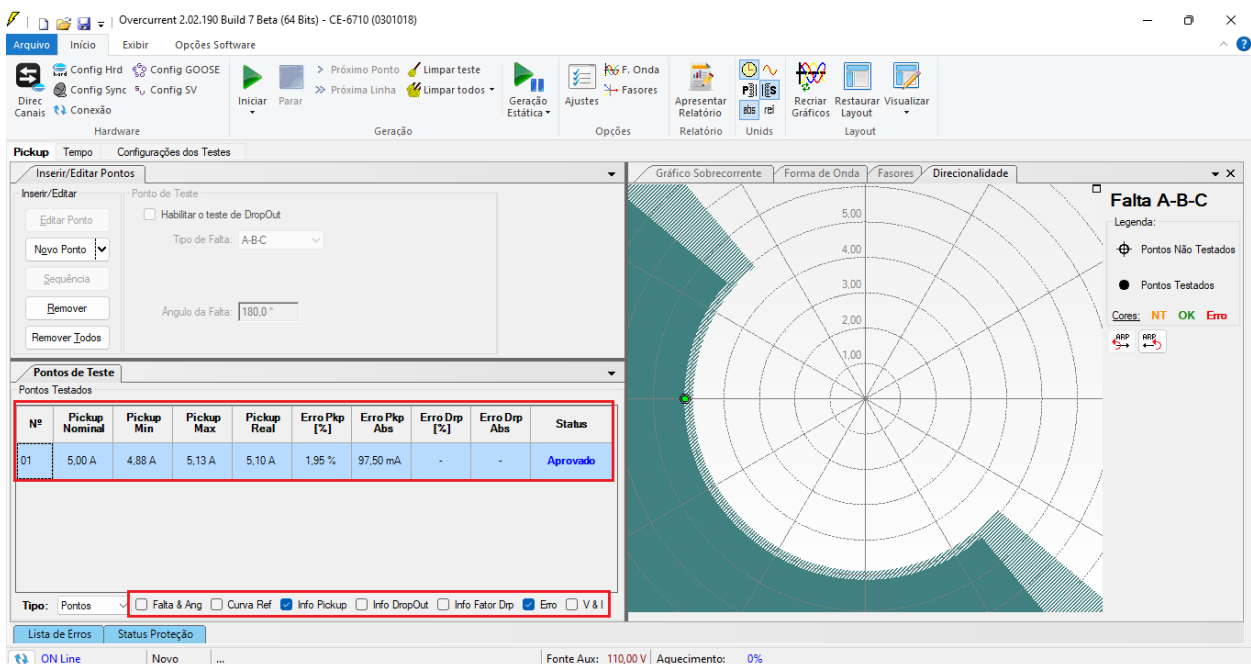 Overcurrent 2.02.190 Build 7 Beta (64 Bits) - CE-6710 (0301018)
Arquivo Início Exibir Opções Software
Direc Canais
Config Hrd
Config Sync
Conexão
Config GOOSE
Config SV
Hardware
Iniciar
Parar
Próximo Ponto
Próxima Linha
Limpar teste
Limpar todos
Geração Estática
Geração
Ajustes
F. Onda
Fasores
Opções
Apresentar Relatório
Relatório
abs rel
Unids
Recriar Gráficos
Restaurar Layout
Visualizar
Layout
Pickup Tempo Configurações dos Testes
Inserir/Editar Pontos
Inserir/Editar
Editar Ponto
Novo Ponto
Sequência
Remover
Remover Todos
Ponto de Teste
Habilitar o teste de DropOut
Tipo de Falta: A-B-C
Angulo da Falta: 180,0 °
Pontos de Teste
Pontos Testados
Nº Pickup Nominal Pickup Min Pickup Max Pickup Real Erro Pkp [%] Erro Pkp Abs Erro Drp [%] Erro Drp Abs Status
01 5,00 A 4,88 A 5,13 A 5,10 A 1,95 % 97,50 mA - - Aprovado
Tipo: Pontos Falta & Ang Curva Ref Info Pickup Info DropOut Info Fator Drp Erro V & I
Lista de Erros Status Proteção
Gráfico Sobrecorrente Forma de Onda Fasores Direcionalidade
5,00
4,00
3,00
2,00
1,00
Falta A-B-C
Legenda:
Pontos Não Testados
Pontos Testados
Cores: NT OK Erro
ARP ARP
ON Line Novo ... Fonte Aux: 110,00 V Aquecimento: 0%